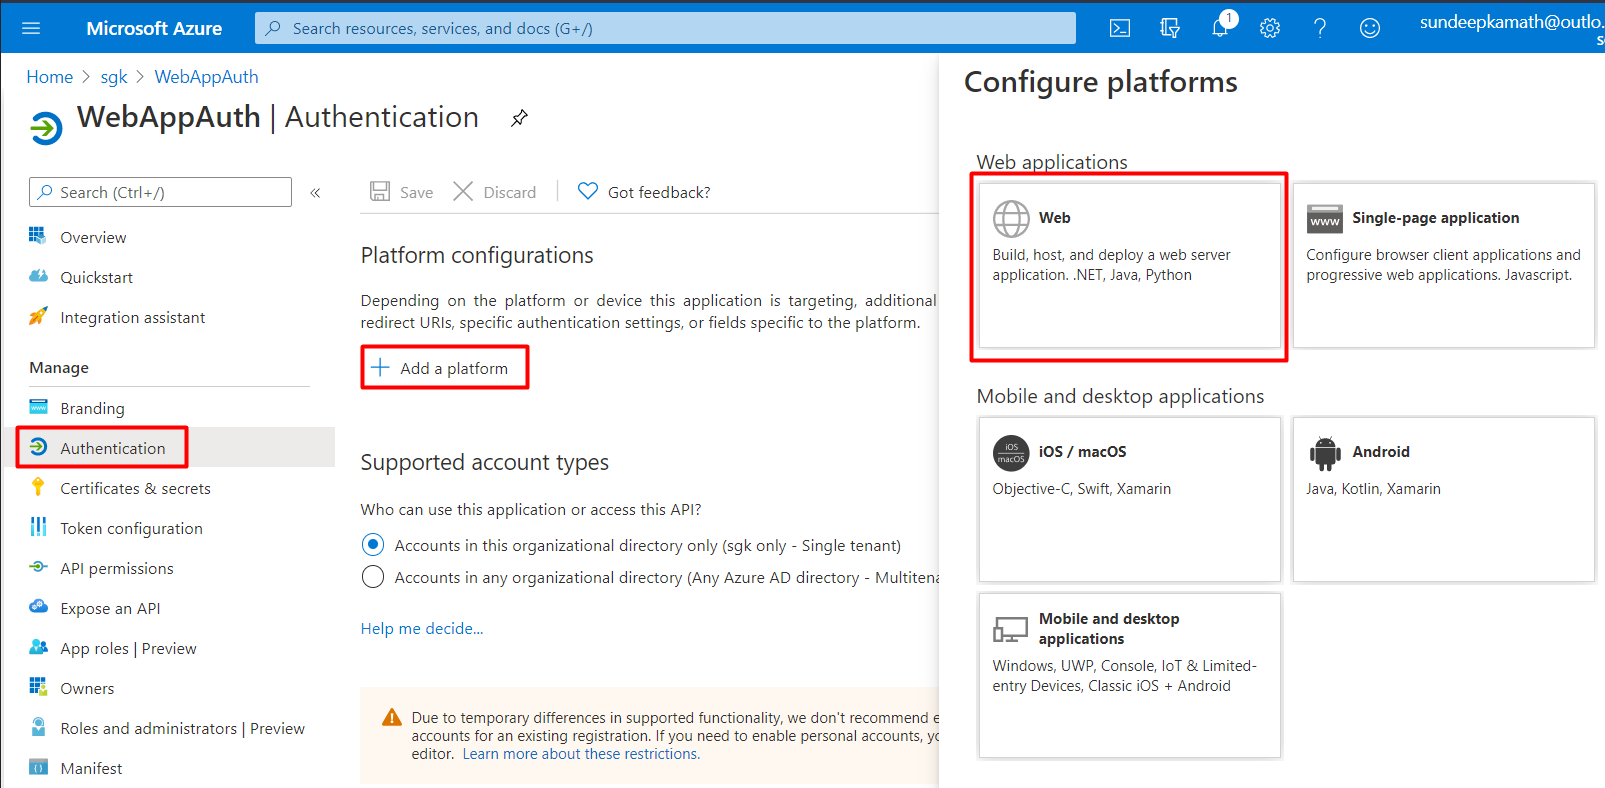 Microsoft Azure
Search resources, services, and docs (G+/)
1
sundeepkamath@outlo.
s
Home > sgk > WebAppAuth
WebAppAuth | Authentication
Search (Ctrl+/)
«
Overview
Quickstart
Integration assistant
Manage
Branding
Authentication
Certificates & secrets
Token configuration
API permissions
Expose an API
App roles | Preview
Owners
Roles and administrators | Preview
Manifest
Save
Discard
Got feedback?
Platform configurations
Depending on the platform or device this application is targeting, additional
redirect URIs, specific authentication settings, or fields specific to the platform.
Add a platform
Supported account types
Who can use this application or access this API?
Accounts in this organizational directory only (sgk only - Single tenant)
Accounts in any organizational directory (Any Azure AD directory - Multitena
Help me decide...
Due to temporary differences in supported functionality, we don't recommend e
accounts for an existing registration. If you need to enable personal accounts, yo
editor. Learn more about these restrictions.
Configure platforms
Web applications
Web
Build, host, and deploy a web server
application. .NET, Java, Python
www
Single-page application
Configure browser client applications and
progressive web applications. Javascript.
Mobile and desktop applications
iOS
macOS
iOS / macOS
Objective-C, Swift, Xamarin
Android
Java, Kotlin, Xamarin
Mobile and desktop
applications
Windows, UWP, Console, IoT & Limited-
entry Devices, Classic iOS + Android